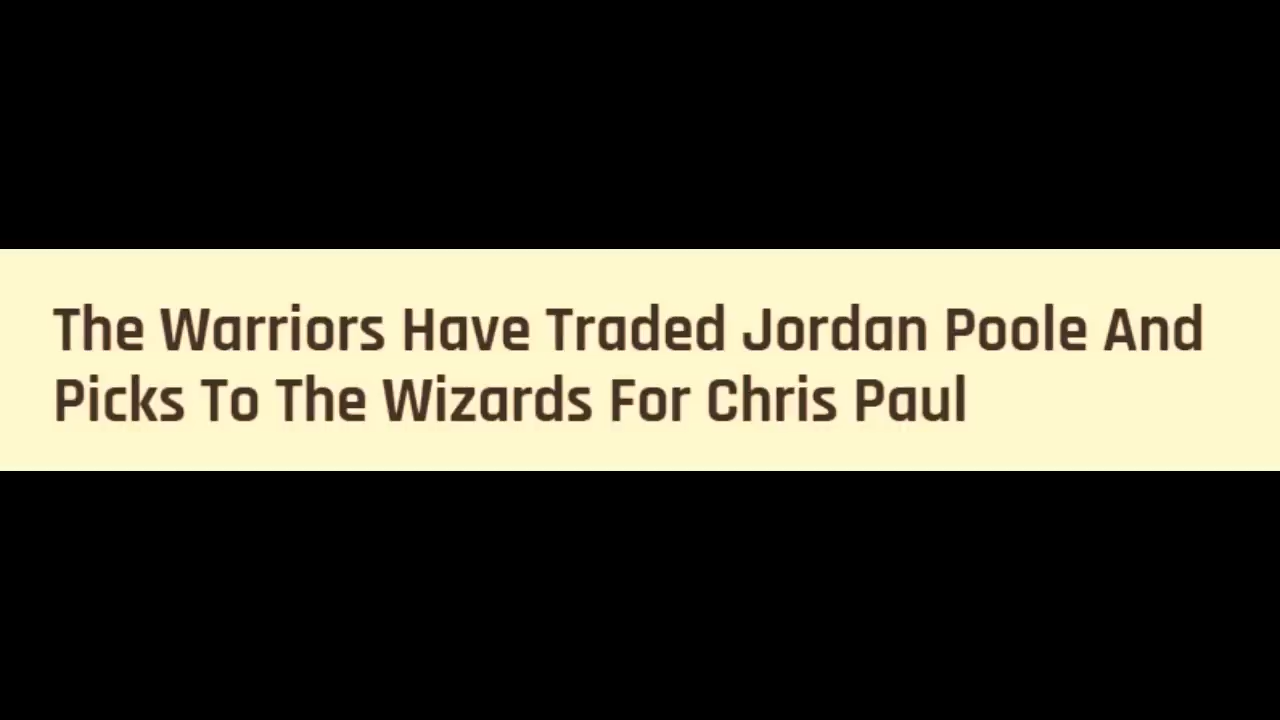 The Warriors Have Traded Jordan Poole And
Picks To The Wizards For Chris Paul